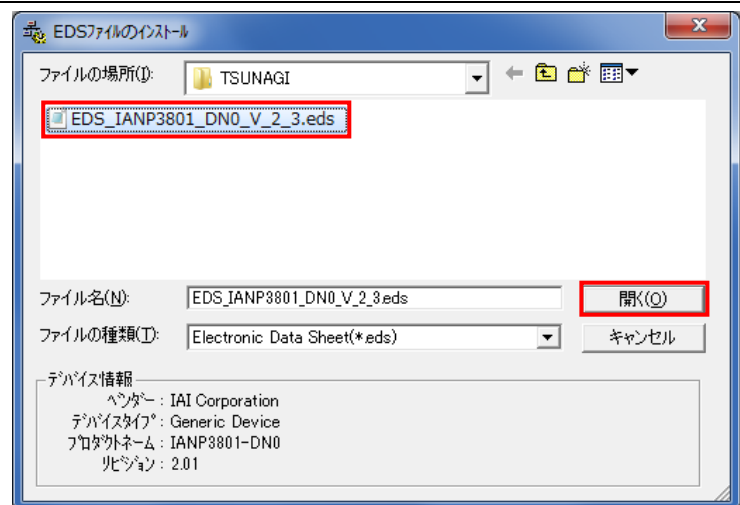 EDSファイルのインストール
ファイルの場所(I):
TSUNAGI
EDS_IANP3801_DN0_V_2_3.eds
ファイル名(N):
EDS_IANP3801_DN0_V_2_3.eds
開く(O)
ファイルの種類(T):
Electronic Data Sheet(*.eds)
キャンセル
デバイス情報
ベンダー : IAI Corporation
デバイスタイプ : Generic Device
プロダクトネーム : IANP3801-DN0
リビジョン : 2.01